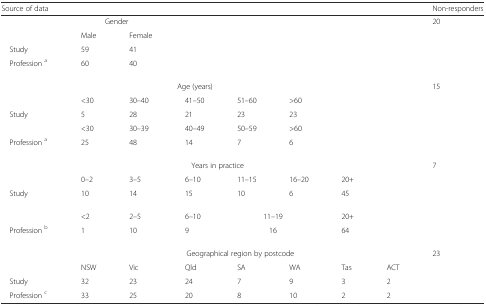 Source of data Non-responders
Gender 20
Male Female
Study 59 41
Profession a 60 40
Age (years) 15
<30 30–40 41–50 51–60 >60
Study 5 28 21 23 23
<30 30–39 40–49 50–59 >60
Profession a 25 48 14 7 6
Years in practice 7
0–2 3–5 6–10 11–15 16–20 20+
Study 10 14 15 10 6 45
<2 2–5 6–10 11–19 20+
Profession b 1 10 9 16 64
Geographical region by postcode 23
NSW Vic Qld SA WA Tas ACT
Study 32 23 24 7 9 3 2
Profession c 33 25 20 8 10 2 2